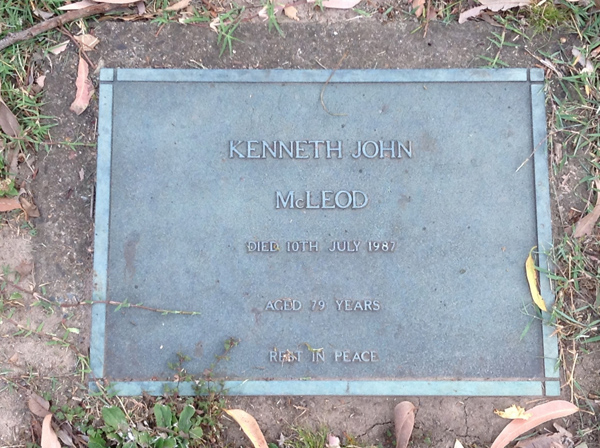 KENNETH JOHN
McLEOD
DIED 10TH JULY 1987
AGED 79 YEARS
REST IN PEACE